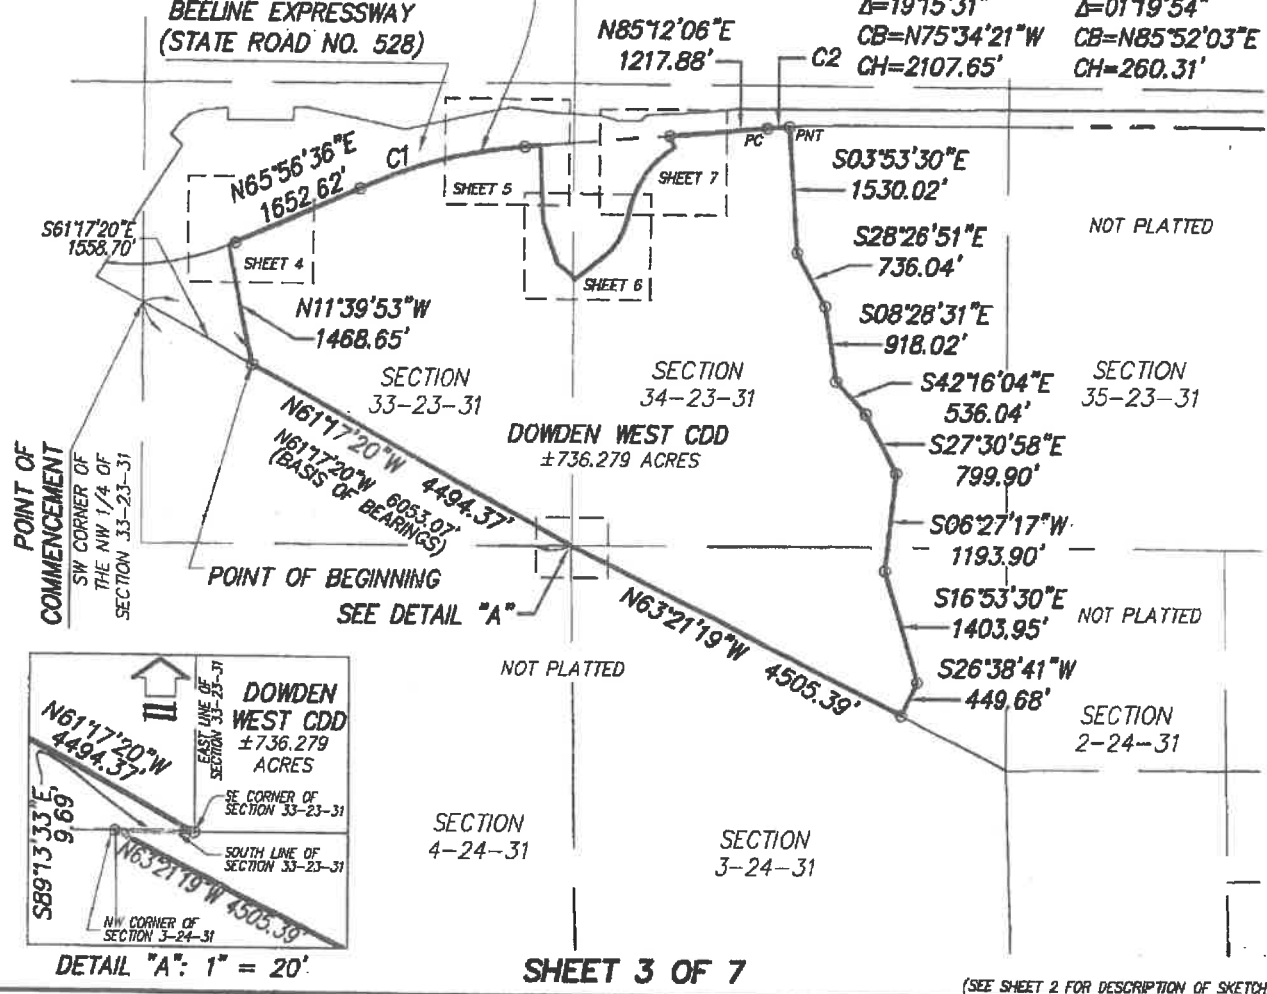 BEELINE EXPRESSWAY
(STATE ROAD NO. 528)
N85°12'06"E
1217.88'
C2
Δ=19°15'31"
CB=N75°34'21"W
CH=2107.65'
Δ=01°19'54"
CB=N85°52'03"E
CH=260.31'
PC
PNT
N65°56'36"E
1652.62'
C1
SHEET 5
SHEET 7
S03°53'30"E
1530.02'
NOT PLATTED
S61°17'20"E
1558.70'
SHEET 4
SHEET 6
S28°26'51"E
736.04'
N11°39'53"W
1468.65'
S08°28'31"E
918.02'
SECTION
33-23-31
SECTION
34-23-31
S42°16'04"E
536.04'
SECTION
35-23-31
N61°17'20"W 4494.37'
N61°17'20"W 6053.07'
(BASIS OF BEARINGS)
DOWDEN WEST CDD
±736.279 ACRES
S27°30'58"E
799.90'
POINT OF
COMMENCEMENT
SW CORNER OF
THE NW 1/4 OF
SECTION 33-23-31
S06°27'17"W
1193.90'
POINT OF BEGINNING
SEE DETAIL "A"
N63°21'19"W 4505.39'
S16°53'30"E
1403.95'
NOT PLATTED
NOT PLATTED
S26°38'41"W
449.68'
SECTION
2-24-31
EAST LINE OF
SECTION 33-23-31
DOWDEN
WEST CDD
±736.279
ACRES
N61°17'20"W
4494.37'
SE CORNER OF
SECTION 33-23-31
S89°13'33"E
9.69'
SOUTH LINE OF
SECTION 33-23-31
N63°21'19"W 4505.39'
NW CORNER OF
SECTION 3-24-31
SECTION
4-24-31
SECTION
3-24-31
DETAIL "A": 1" = 20'
SHEET 3 OF 7
(SEE SHEET 2 FOR DESCRIPTION OF SKETCH